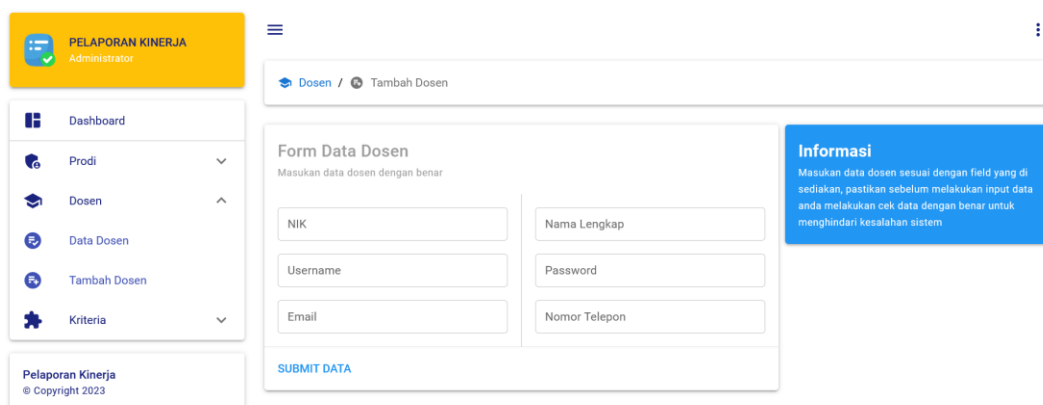 PELAPORAN KINERJA
Administrator
Dashboard
Prodi
Dosen
Data Dosen
Tambah Dosen
Kriteria
Pelaporan Kinerja
© Copyright 2023
Dosen / Tambah Dosen
Form Data Dosen
Masukan data dosen dengan benar
NIK
Nama Lengkap
Username
Password
Email
Nomor Telepon
SUBMIT DATA
Informasi
Masukan data dosen sesuai dengan field yang di
sediakan, pastikan sebelum melakukan input data
anda melakukan cek data dengan benar untuk
menghindari kesalahan sistem